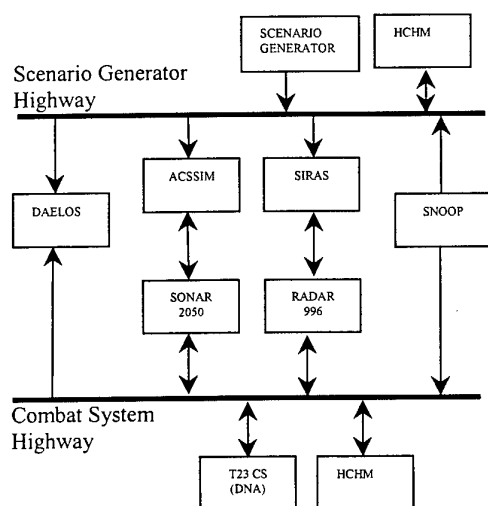 SCENARIO
GENERATOR
HCHM
Scenario Generator
Highway
DAELOS
ACSSIM
SIRAS
SNOOP
SONAR
2050
RADAR
996
Combat System
Highway
T23 CS
(DNA)
HCHM